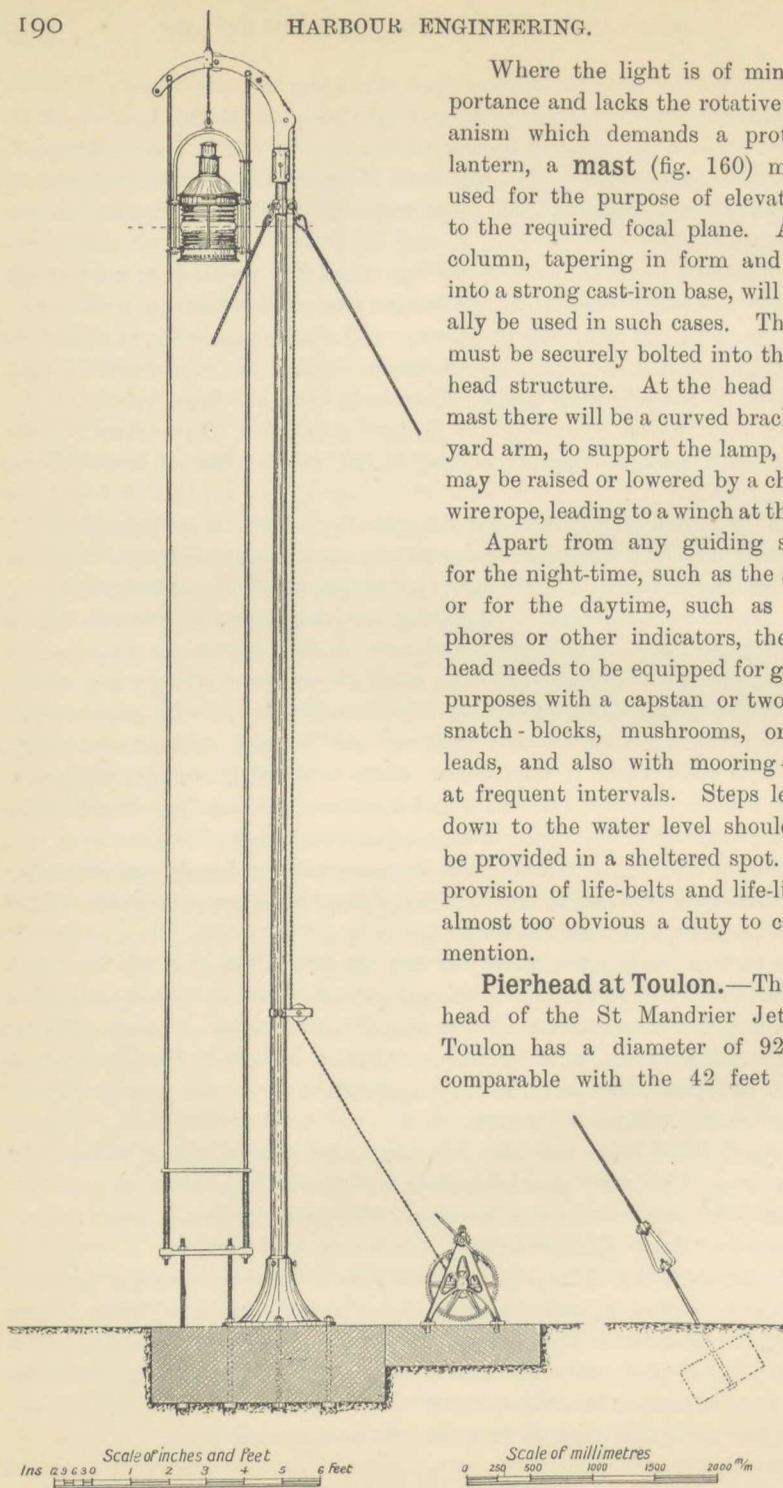 190
HARBOUR ENGINEERING.
Where the light is of min
portance and lacks the rotative
anism which demands a prot
lantern, a mast (fig. 160) m
used for the purpose of elevat
to the required focal plane.
column, tapering in form and
into a strong cast-iron base, will
ally be used in such cases. Th
must be securely bolted into th
head structure. At the head
mast there will be a curved brac
yard arm, to support the lamp,
may be raised or lowered by a ch
wire rope, leading to a winch at th
Apart from any guiding s
for the night-time, such as the
or for the daytime, such as
phores or other indicators, the
head needs to be equipped for g
purposes with a capstan or two
snatch-blocks, mushrooms, or
leads, and also with mooring-
at frequent intervals. Steps le
down to the water level shoul
be provided in a sheltered spot.
provision of life-belts and life-li
almost too obvious a duty to c
mention.
Pierhead at Toulon.—Th
head of the St Mandrier Jet
Toulon has a diameter of 92
comparable with the 42 feet
Scale of inches and Feet
Ins 12 9 6 3 0 1 2 3 4 5 6 Feet
Scale of millimetres
0 250 500 1000 1500 2000 m/m